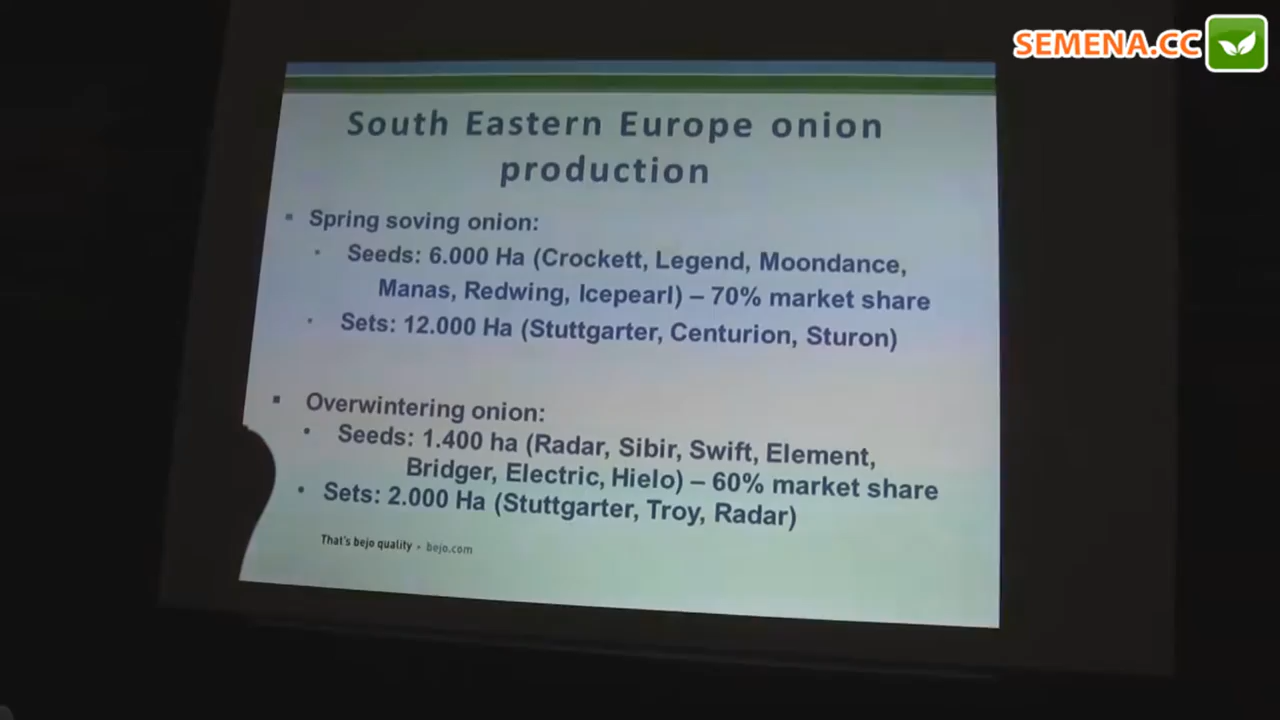 SEMENA.CC
South Eastern Europe onion
production
Spring soving onion:
Seeds: 6.000 Ha (Crockett, Legend, Moondance,
Manas, Redwing, Icepearl) – 70% market share
Sets: 12.000 Ha (Stuttgarter, Centurion, Sturon)
Overwintering onion:
Seeds: 1.400 ha (Radar, Sibir, Swift, Element,
Bridger, Electric, Hielo) – 60% market share
Sets: 2.000 Ha (Stuttgarter, Troy, Radar)
That's bejo quality • bejo.com